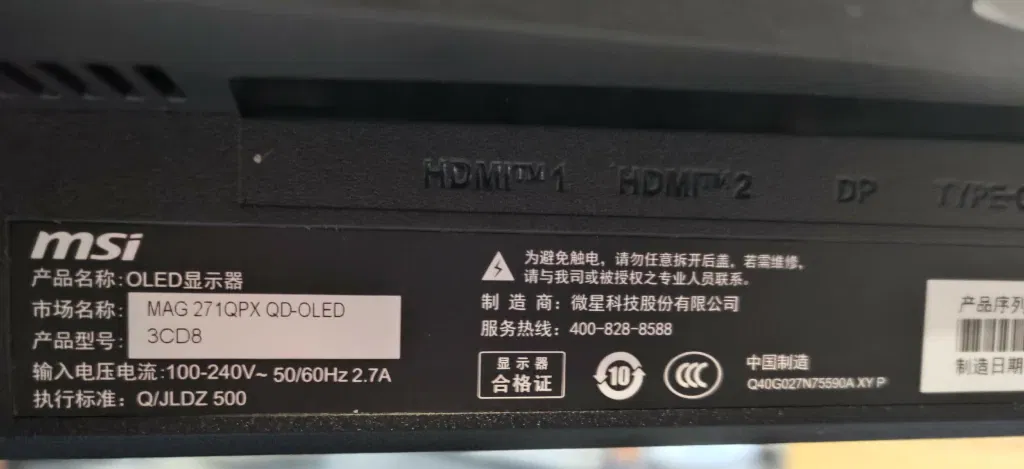 HDMI™ 1 HDMI™ 2 DP TYPE-C
msi
产品名称: OLED显示器
市场名称: MAG 271QPX QD-OLED
产品型号: 3CD8
输入电压电流: 100-240V~ 50/60Hz 2.7A
执行标准: Q/JLDZ 500
为避免触电，请勿任意拆开后盖，若需维修，
请与我司或被授权之专业人员联系。
制 造 商: 微星科技股份有限公司
服务热线: 400-828-8588
显 示 器
合格证
10
CCC
中国制造
Q40G027N75590A XY P
产品序列
制造日期